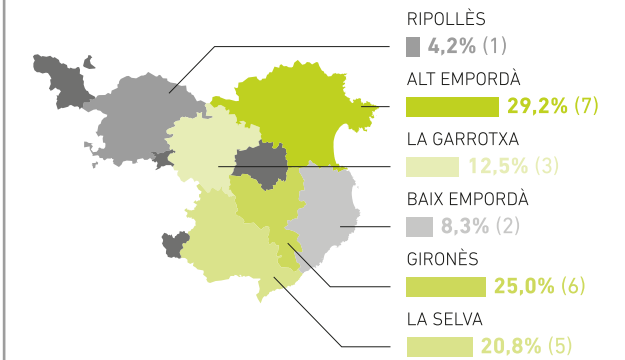 RIPOLLÈS
4,2% (1)
ALT EMPORDÀ
29,2% (7)
LA GARROTXA
12,5% (3)
BAIX EMPORDÀ
8,3% (2)
GIRONÈS
25,0% (6)
LA SELVA
20,8% (5)